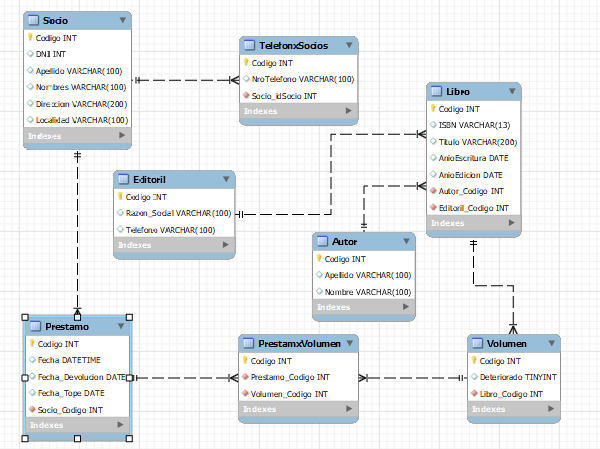 Socio
Codigo INT
DNI INT
Apellido VARCHAR(100)
Nombres VARCHAR(100)
Direccion VARCHAR(200)
Localidad VARCHAR(100)
Indexes
TelefonxSocios
Codigo INT
NroTelefono VARCHAR(100)
Socio_idSocio INT
Indexes
Libro
Codigo INT
ISBN VARCHAR(13)
Titulo VARCHAR(200)
AnioEscritura DATE
AnioEdicion DATE
Autor_Codigo INT
Editoril_Codigo INT
Indexes
Editoril
Codigo INT
Razon_Social VARCHAR(100)
Telefono VARCHAR(100)
Indexes
Autor
Codigo INT
Apellido VARCHAR(100)
Nombre VARCHAR(100)
Indexes
Prestamo
Codigo INT
Fecha DATETIME
Fecha_Devolucion DATE
Fecha_Tope DATE
Socio_Codigo INT
Indexes
PrestamxVolumen
Codigo INT
Prestamo_Codigo INT
Volumen_Codigo INT
Indexes
Volumen
Codigo INT
Deteriorado TINYINT
Libro_Codigo INT
Indexes